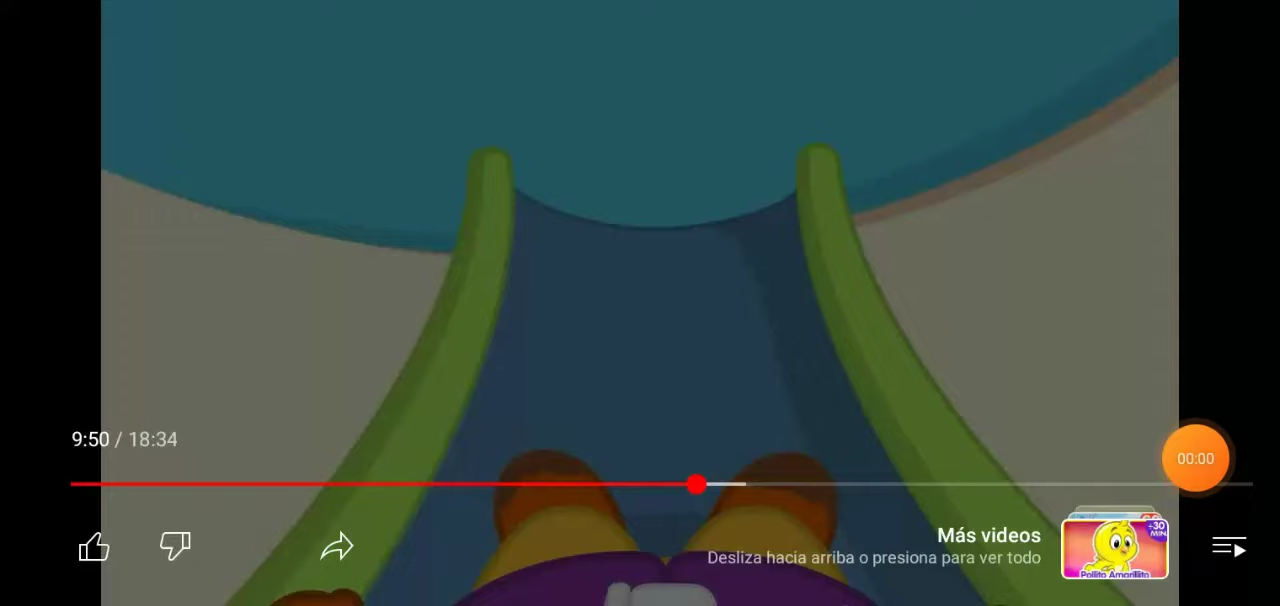 9:50 / 18:34
00:00
Más videos
Desliza hacia arriba o presiona para ver todo
+30
MIN
Pollito Amarillito